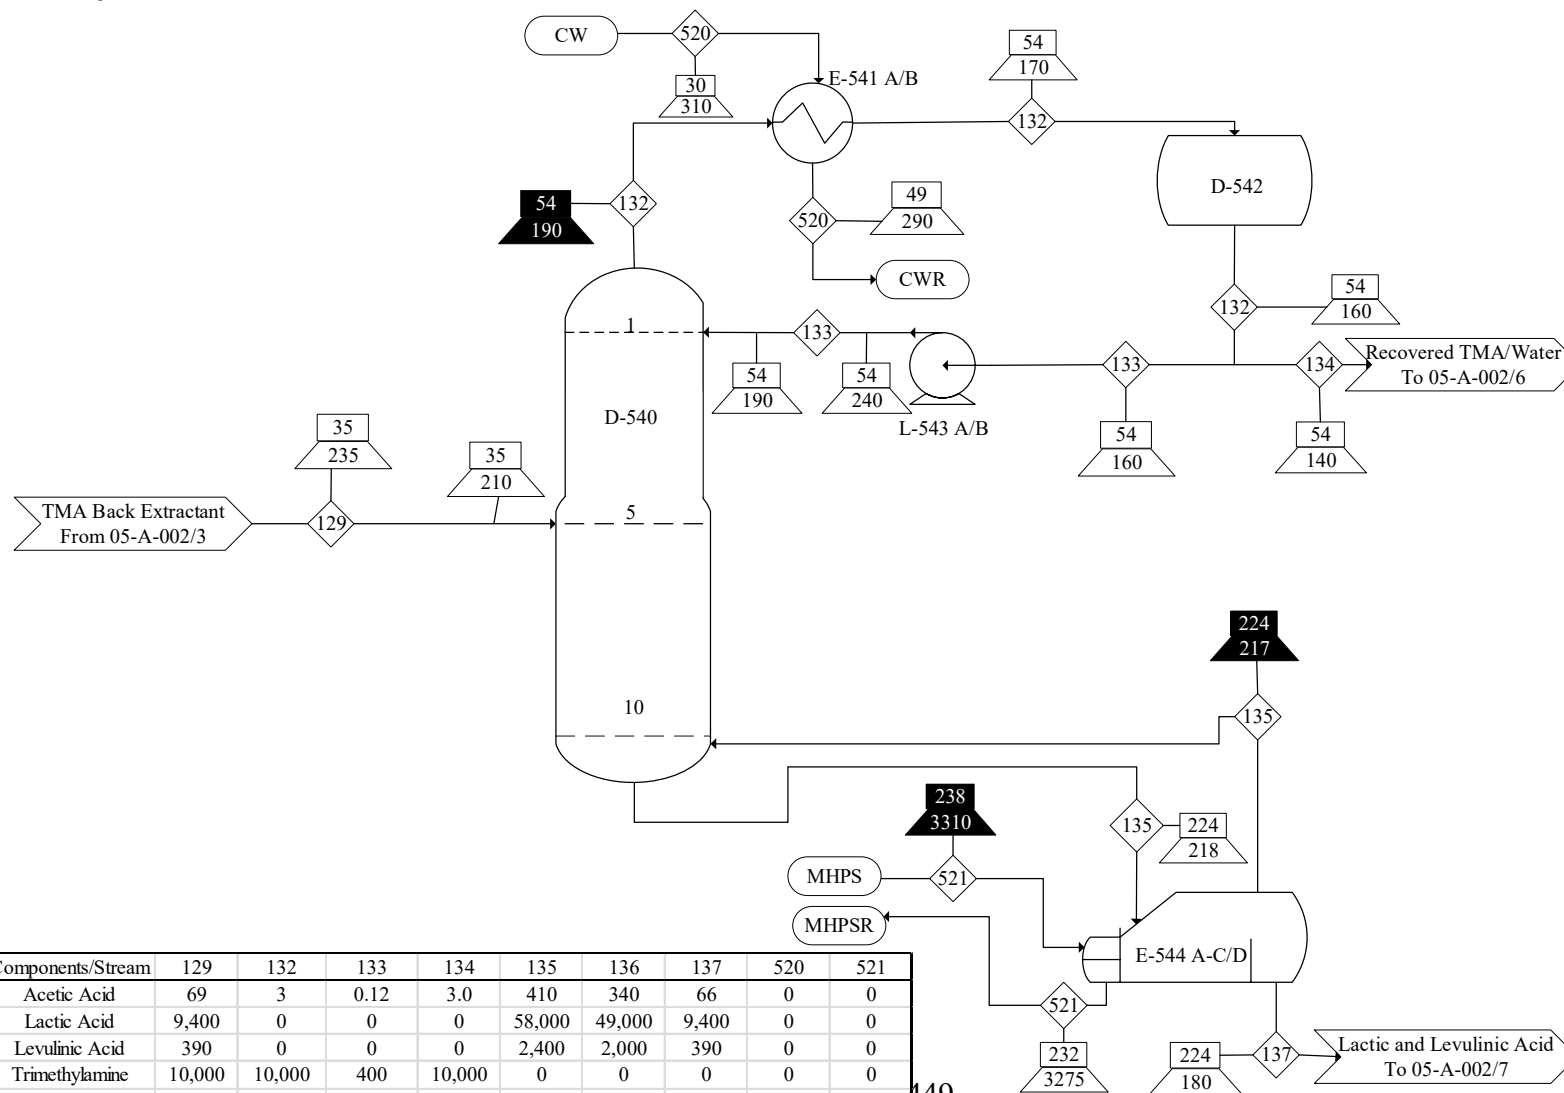 CW
520
30
310
E-541 A/B
54
170
132
D-542
54
190
132
49
290
520
CWR
54
160
132
1
133
54
190
54
240
L-543 A/B
133
54
160
134
54
140
Recovered TMA/Water
To 05-A-002/6
D-540
35
235
35
210
TMA Back Extractant
From 05-A-002/3
129
5
10
224
217
135
238
3310
135
224
218
MHPS
521
MHPSR
E-544 A-C/D
521
232
3275
224
180
137
Lactic and Levulinic Acid
To 05-A-002/7
Components/Stream 129 132 133 134 135 136 137 520 521
Acetic Acid 69 3 0.12 3.0 410 340 66 0 0
Lactic Acid 9,400 0 0 0 58,000 49,000 9,400 0 0
Levulinic Acid 390 0 0 0 2,400 2,000 390 0 0
Trimethylamine 10,000 10,000 400 10,000 0 0 0 0 0